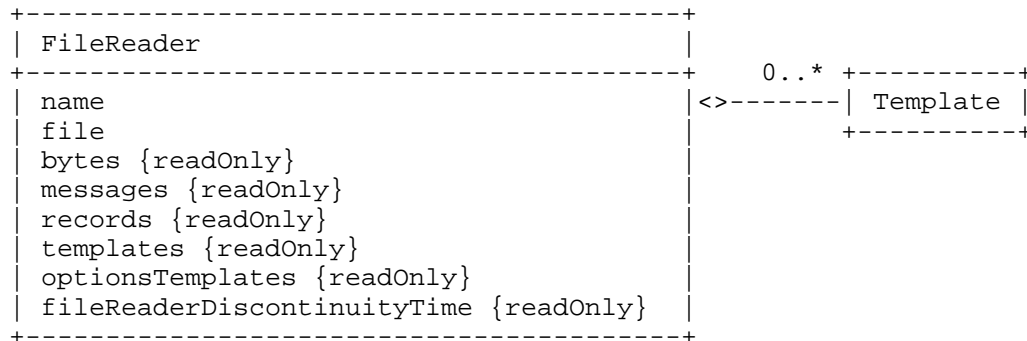 +------------------------------------------+
| FileReader                               |
+------------------------------------------+    0..* +----------+
| name                                     |<>-------| Template |
| file                                     |         +----------+
| bytes {readOnly}                         |
| messages {readOnly}                      |
| records {readOnly}                       |
| templates {readOnly}                     |
| optionsTemplates {readOnly}              |
| fileReaderDiscontinuityTime {readOnly}   |
+------------------------------------------+